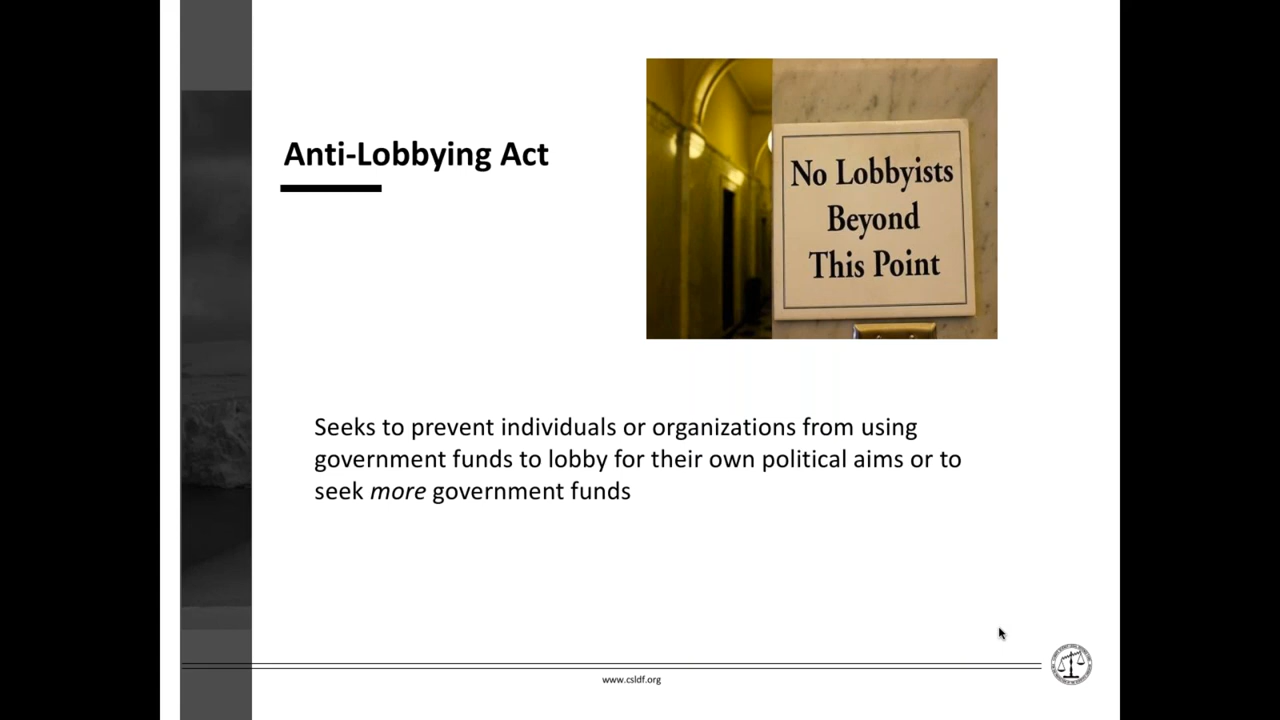 Anti-Lobbying Act
No Lobbyists
Beyond
This Point
Seeks to prevent individuals or organizations from using
government funds to lobby for their own political aims or to
seek more government funds
www.csldf.org